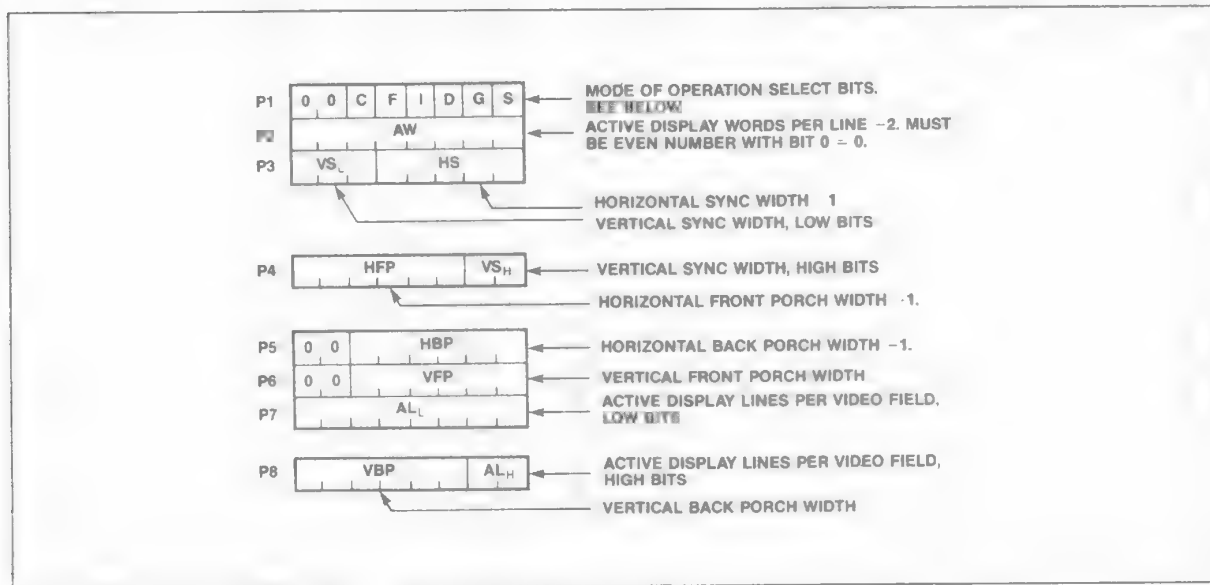 P1 0 0 C F I D G S MODE OF OPERATION SELECT BITS.
SEE BELOW
AW ACTIVE DISPLAY WORDS PER LINE -2. MUST
BE EVEN NUMBER WITH BIT 0 = 0.
P3 VSL HS
HORIZONTAL SYNC WIDTH 1
VERTICAL SYNC WIDTH, LOW BITS
P4 HFP VSH VERTICAL SYNC WIDTH, HIGH BITS
HORIZONTAL FRONT PORCH WIDTH -1.
P5 0 0 HBP HORIZONTAL BACK PORCH WIDTH -1.
P6 0 0 VFP VERTICAL FRONT PORCH WIDTH
P7 ALL ACTIVE DISPLAY LINES PER VIDEO FIELD,
LOW BITS
P8 VBP ALH ACTIVE DISPLAY LINES PER VIDEO FIELD,
HIGH BITS
VERTICAL BACK PORCH WIDTH